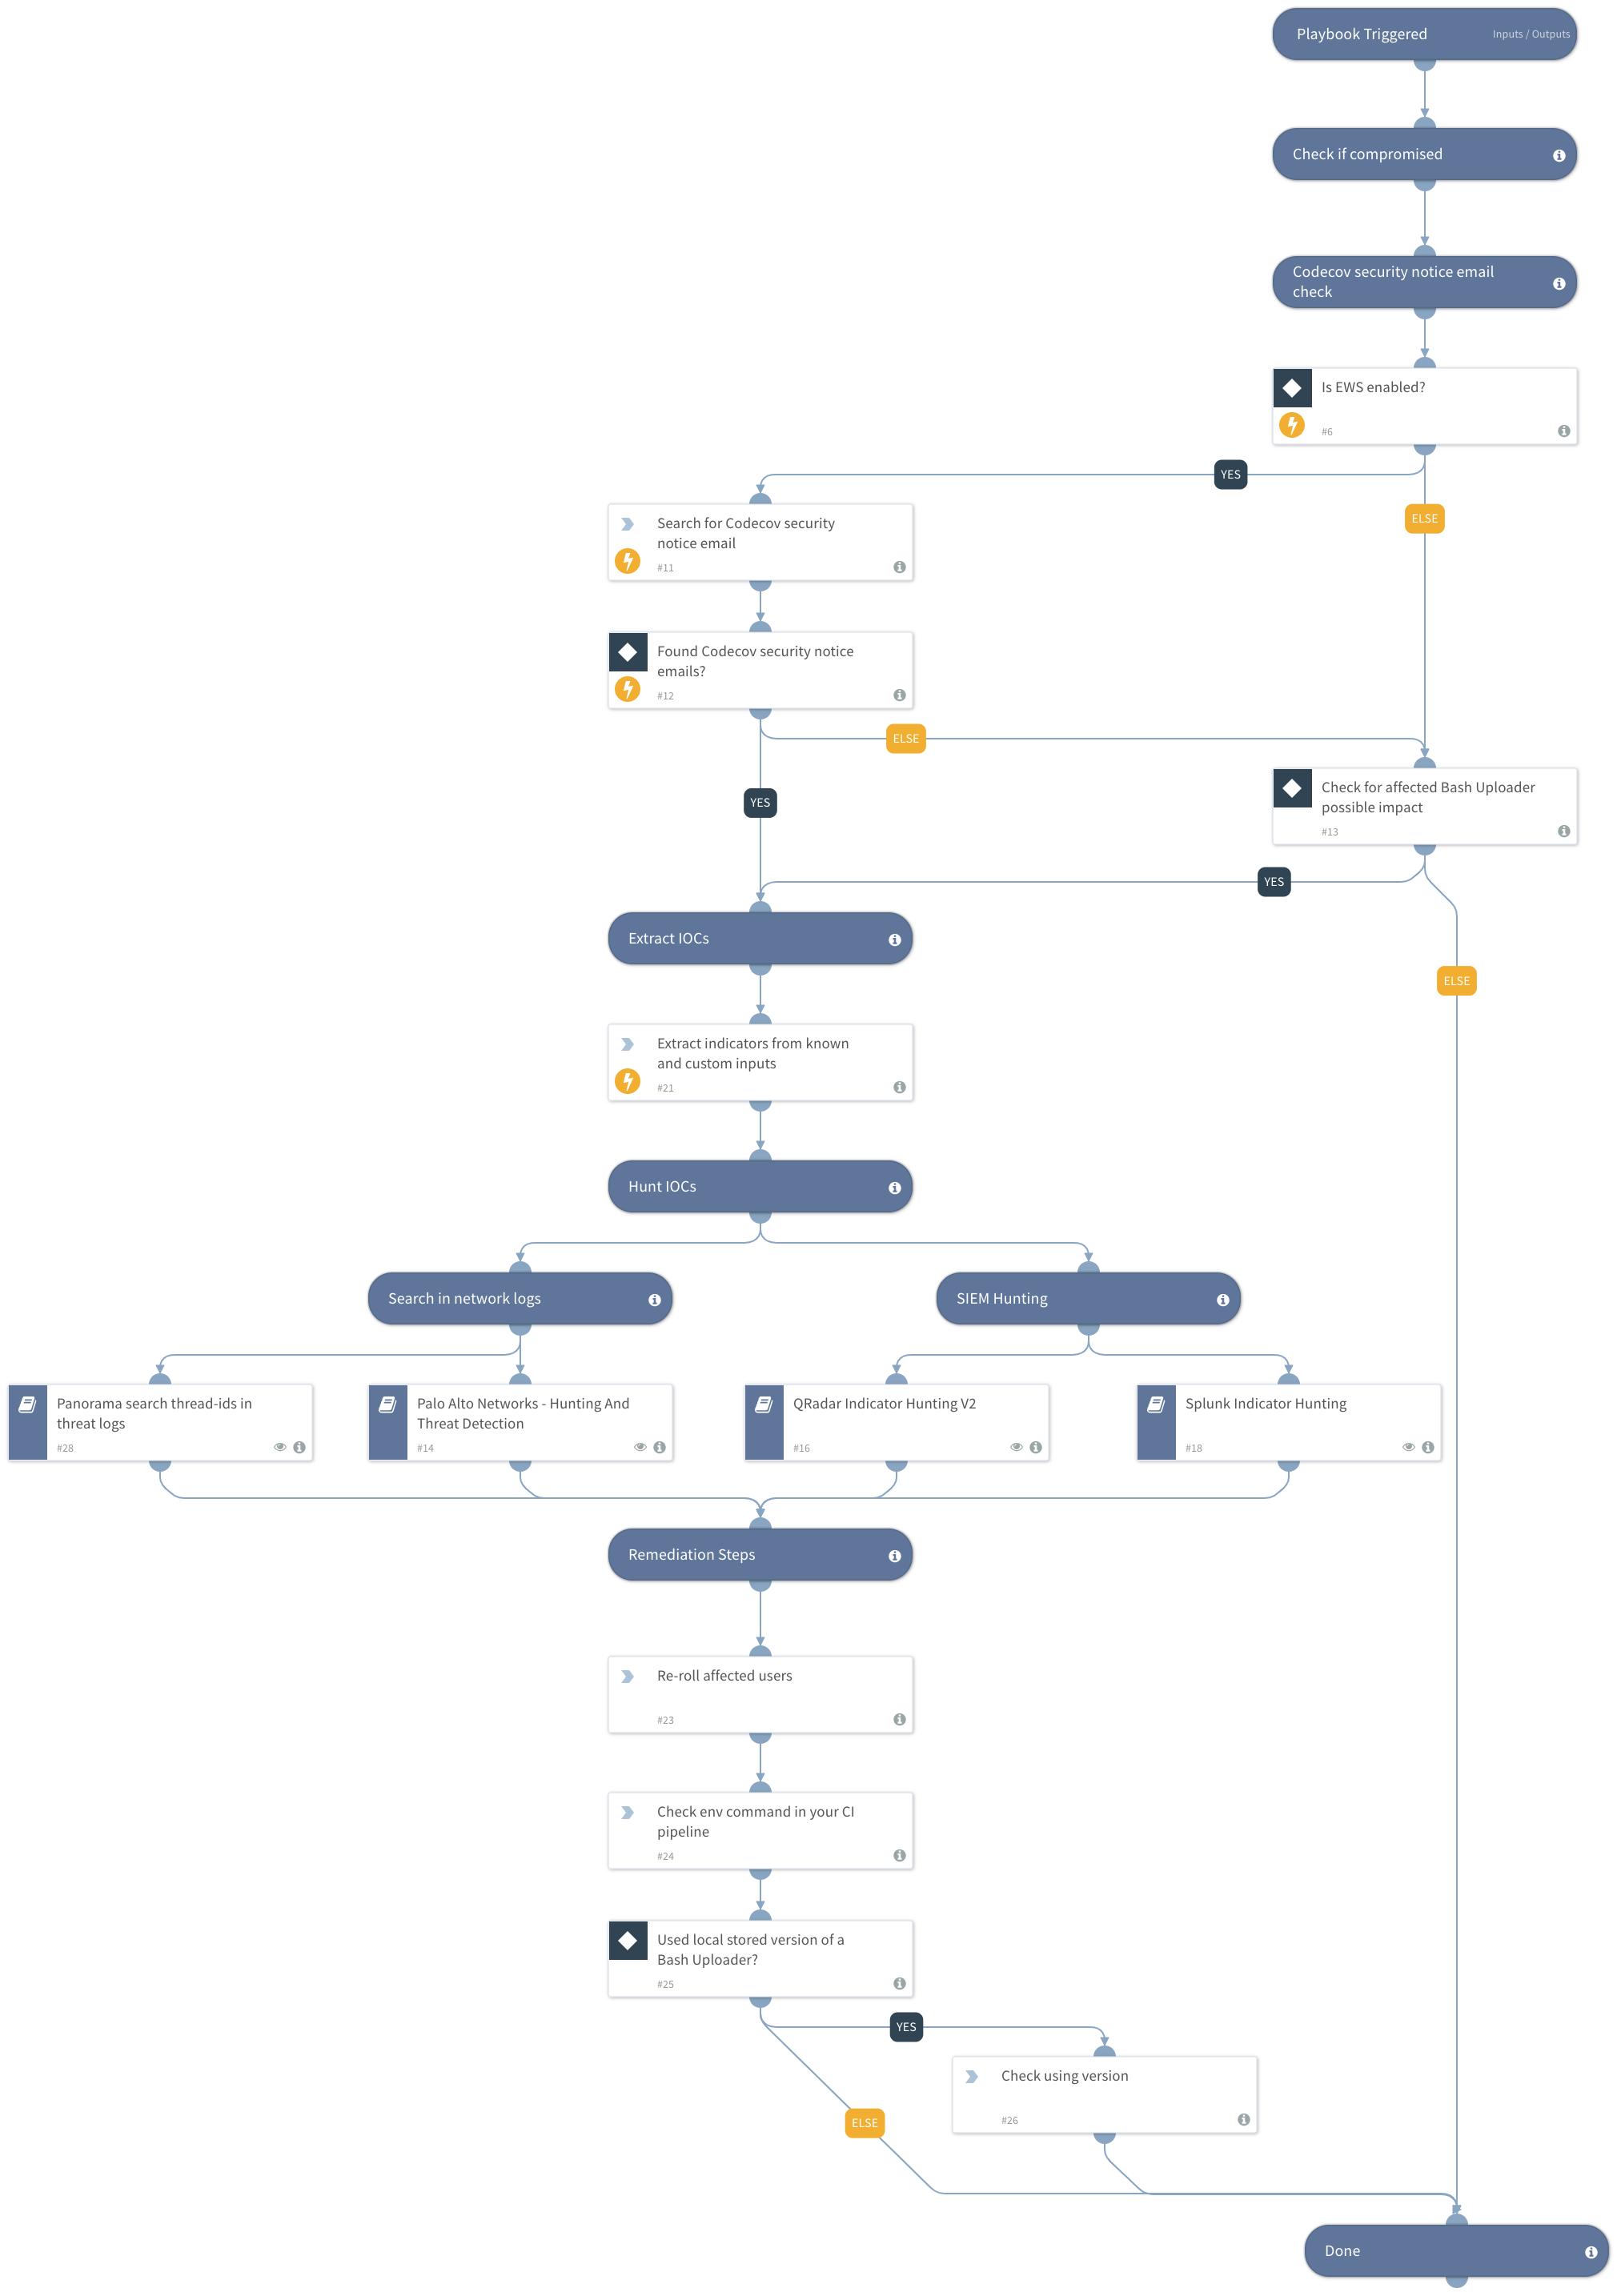 Playbook Triggered
Inputs / Outputs
Check if compromised
Codecov security notice email
check
Is EWS enabled?
#6
YES
ELSE
Search for Codecov security
notice email
#11
Found Codecov security notice
emails?
#12
ELSE
YES
Check for affected Bash Uploader
possible impact
#13
YES
ELSE
Extract IOCs
Extract indicators from known
and custom inputs
#21
Hunt IOCs
Search in network logs
SIEM Hunting
Panorama search thread-ids in
threat logs
#28
Palo Alto Networks - Hunting And
Threat Detection
#14
QRadar Indicator Hunting V2
#16
Splunk Indicator Hunting
#18
Remediation Steps
Re-roll affected users
#23
Check env command in your CI
pipeline
#24
Used local stored version of a
Bash Uploader?
#25
YES
Check using version
#26
ELSE
Done